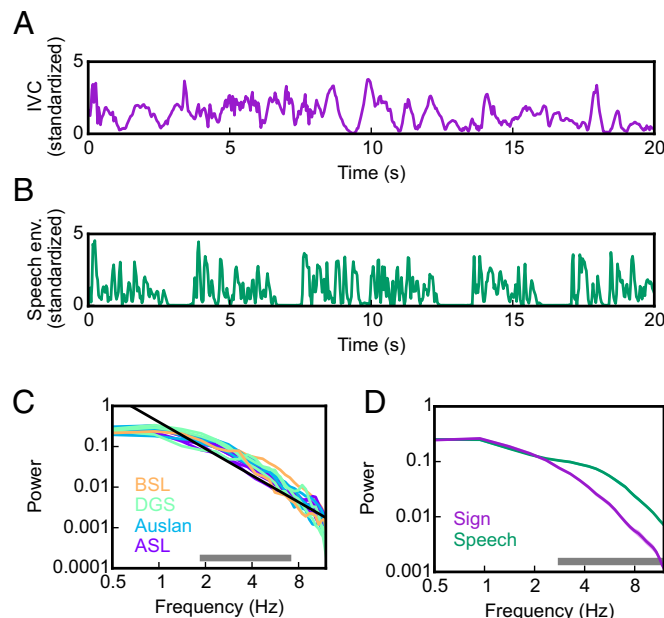 A
IVC
(standardized)
5
0
0 5 10 15 20
Time (s)
B
Speech env.
(standardized)
5
0
0 5 10 15 20
Time (s)
C
Power
1
0.1
0.01
0.001
0.0001
BSL
DGS
Auslan
ASL
0.5 1 2 4 8
Frequency (Hz)
D
Power
1
0.1
0.01
0.001
Sign
Speech
0.5 1 2 4 8
Frequency (Hz)